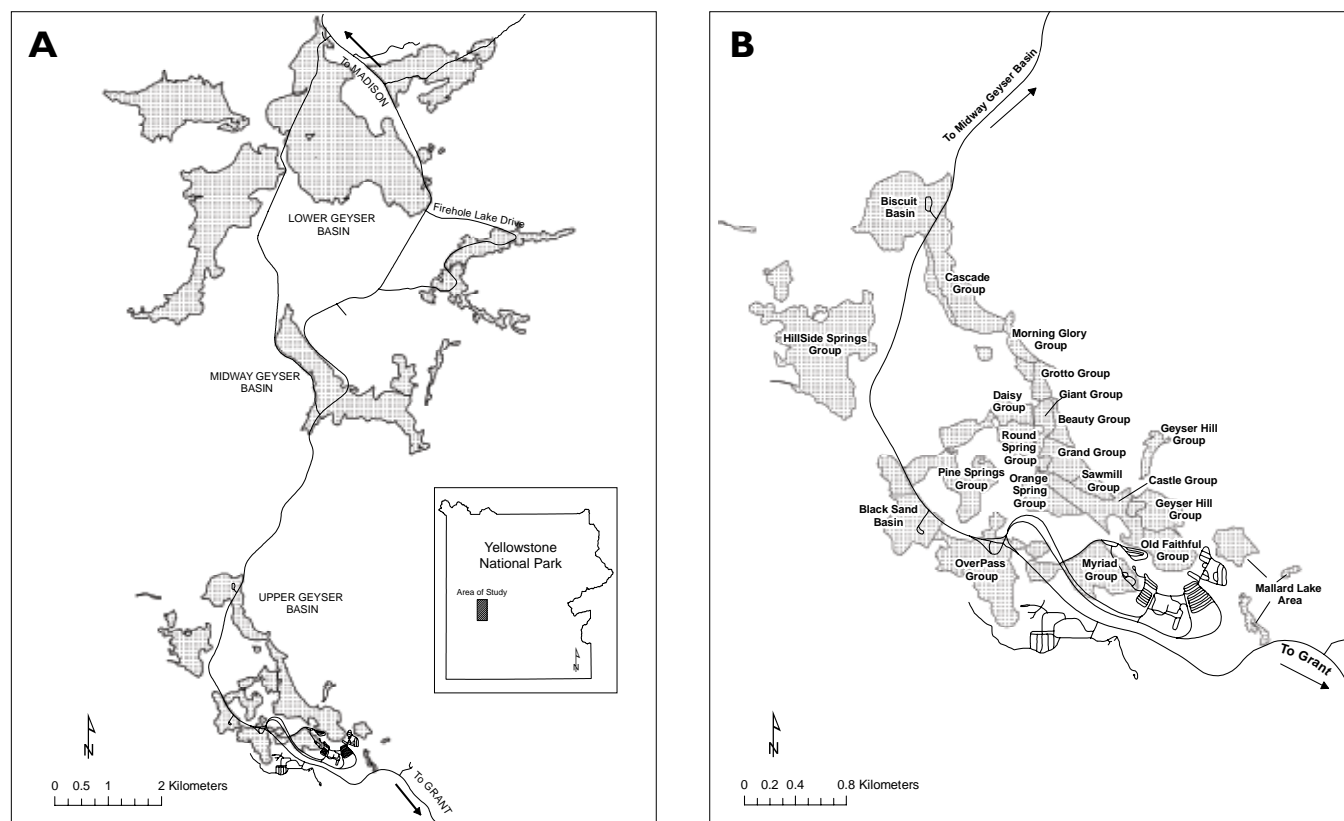 A
To MADISON
LOWER GEYSER
BASIN
Firehole Lake Drive
MIDWAY GEYSER
BASIN
UPPER GEYSER
BASIN
Yellowstone
National Park
Area of Study
N
N
0 0.5 1 2 Kilometers
To GRANT
B
To Midway Geyser Basin
Biscuit
Basin
Cascade
Group
HillSide Springs
Group
Morning Glory
Group
Grotto Group
Giant Group
Daisy
Group
Beauty Group
Round
Spring
Group
Geyser Hill
Group
Grand Group
Pine Springs
Group
Orange
Spring
Group
Sawmill
Group
Castle Group
Geyser Hill
Group
Black Sand
Basin
Old Faithful
Group
OverPass
Group
Myriad
Group
Mallard Lake
Area
To Grant
N
0 0.2 0.4 0.8 Kilometers